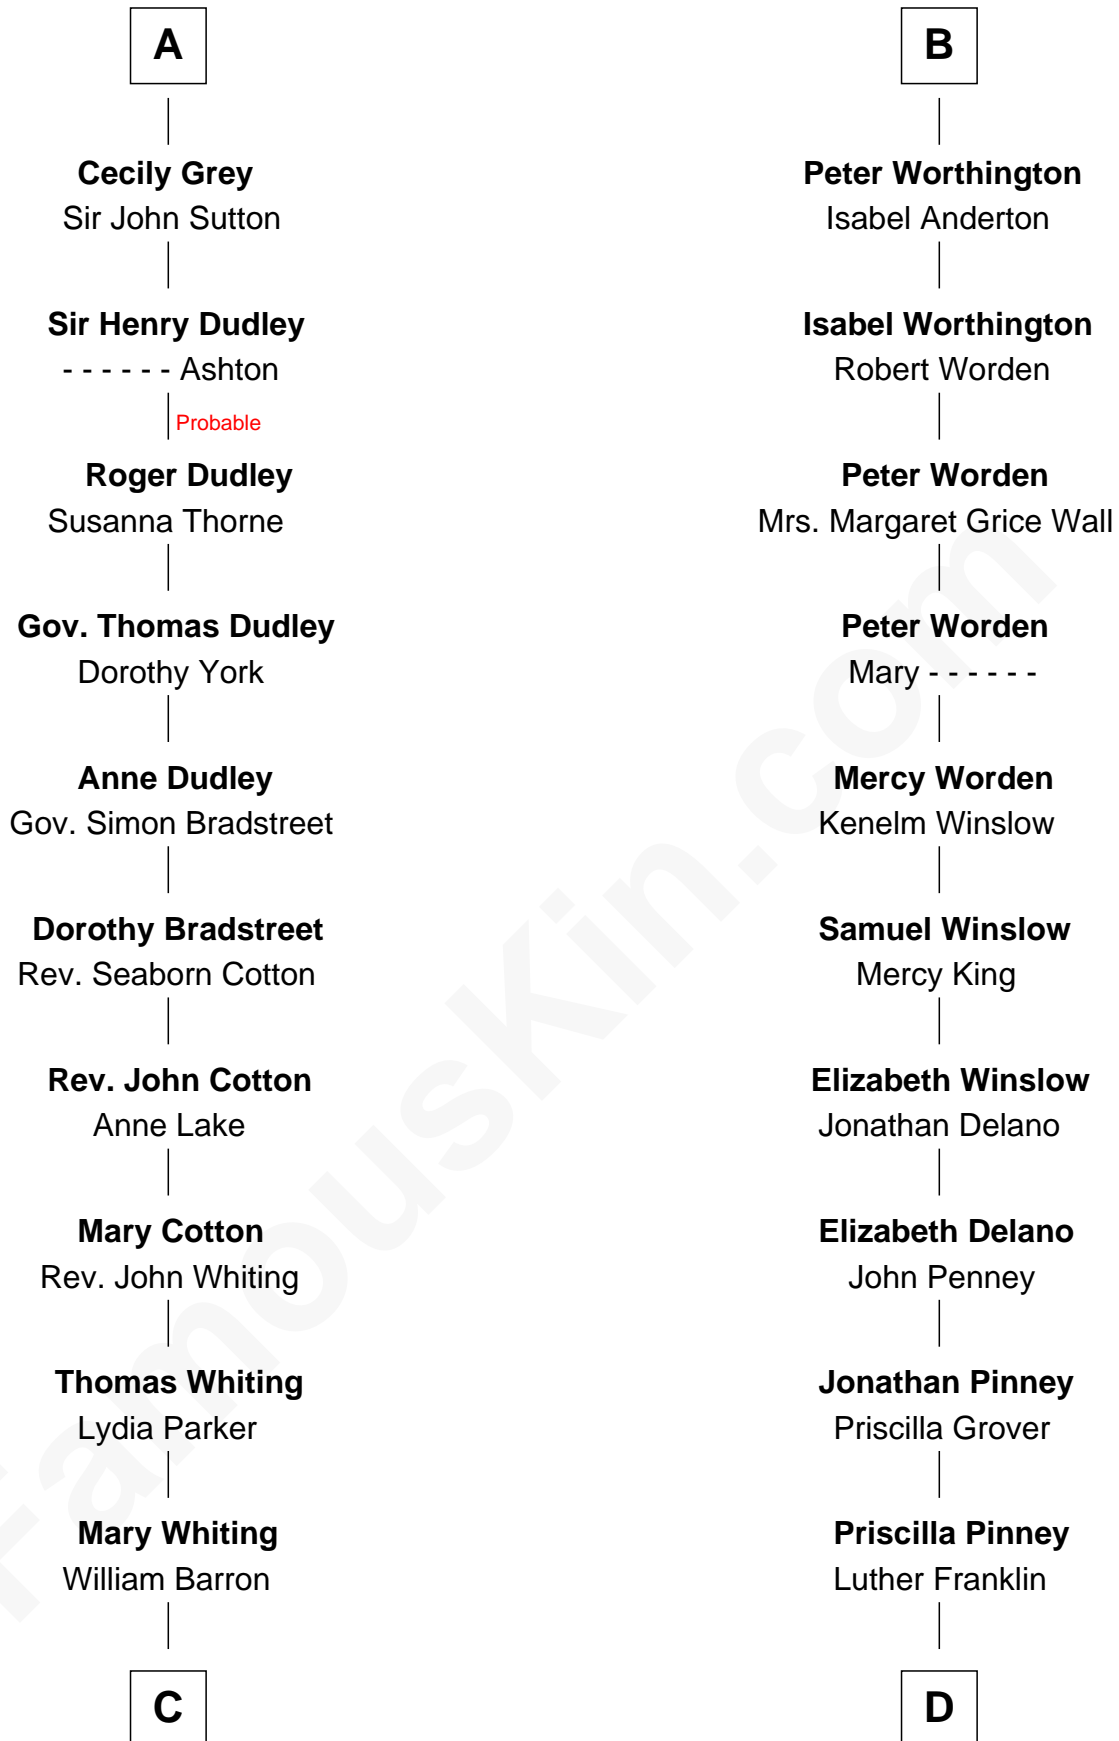 A
Cecily Grey
Sir John Sutton
Sir Henry Dudley
- - - - - - Ashton
Probable
Roger Dudley
Susanna Thorne
Gov. Thomas Dudley
Dorothy York
Anne Dudley
Gov. Simon Bradstreet
Dorothy Bradstreet
Rev. Seaborn Cotton
Rev. John Cotton
Anne Lake
Mary Cotton
Rev. John Whiting
Thomas Whiting
Lydia Parker
Mary Whiting
William Barron
C
B
Peter Worthington
Isabel Anderton
Isabel Worthington
Robert Worden
Peter Worden
Mrs. Margaret Grice Wall
Peter Worden
Mary - - - - - -
Mercy Worden
Kenelm Winslow
Samuel Winslow
Mercy King
Elizabeth Winslow
Jonathan Delano
Elizabeth Delano
John Penney
Jonathan Pinney
Priscilla Grover
Priscilla Pinney
Luther Franklin
D
FamousKin.com